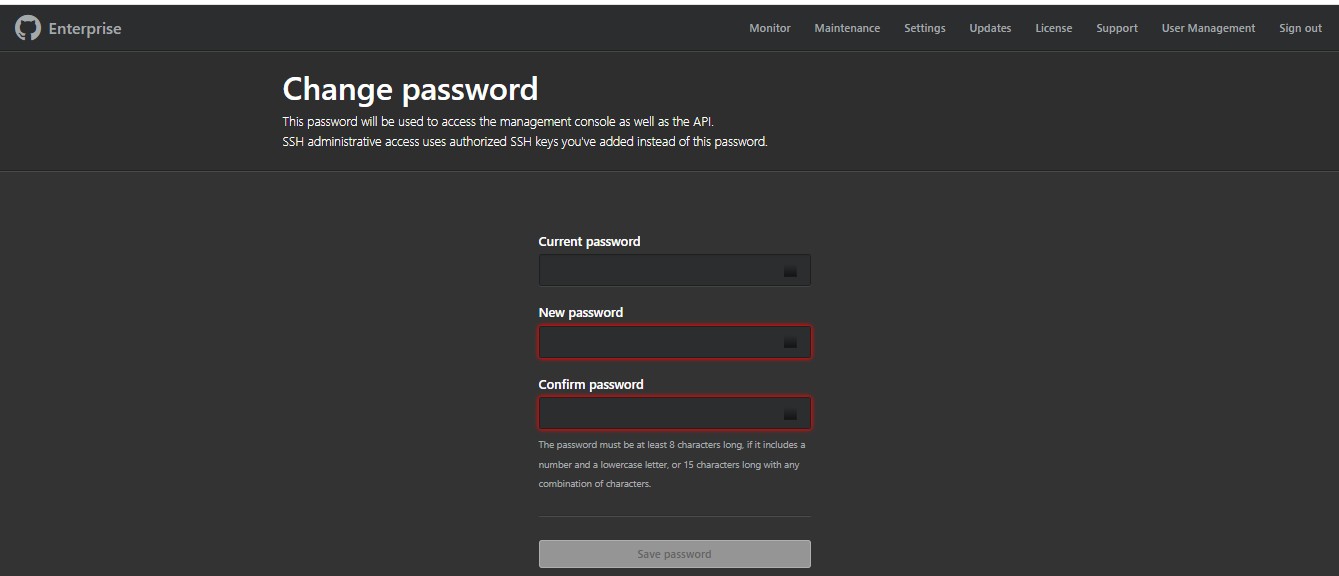 Enterprise
Monitor Maintenance Settings Updates License Support User Management Sign out
Change password
This password will be used to access the management console as well as the API.
SSH administrative access uses authorized SSH keys you've added instead of this password.
Current password
New password
Confirm password
The password must be at least 8 characters long, if it includes a
number and a lowercase letter, or 15 characters long with any
combination of characters.
Save password